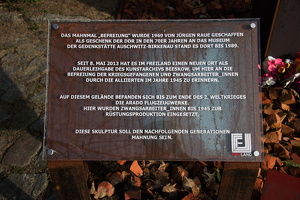 DAS MAHNMAL „BEFREIUNG“ WURDE 1960 VON JÜRGEN RAUE GESCHAFFEN
ALS GESCHENK DER DDR IN DEN 70ER JAHREN AN DAS MUSEUM
DER GEDENKSTÄTTE AUSCHWITZ-BIRKENAU STAND ES DORT BIS 1989.
SEIT 8. MAI 2013 HAT ES IM FREILAND EINEN NEUEN ORT ALS
DAUERLEIHGABE DES KUNSTARCHIVS BEESKOW, UM HIER AN DIE
BEFREIUNG DER KRIEGSGEFANGENEN UND ZWANGSARBEITER_INNEN
DURCH DIE ALLIIERTEN IM JAHRE 1945 ZU ERINNERN.
AUF DIESEM GELÄNDE BEFANDEN SICH BIS ZUM ENDE DES 2. WELTKRIEGES
DIE ARADO FLUGZEUGWERKE.
HIER WURDEN ZWANGSARBEITER_INNEN BIS 1945 ZUR
RÜSTUNGSPRODUKTION EINGESETZT.
DIESE SKULPTUR SOLL DEN NACHFOLGENDEN GENERATIONEN
MAHNUNG SEIN.
LAND